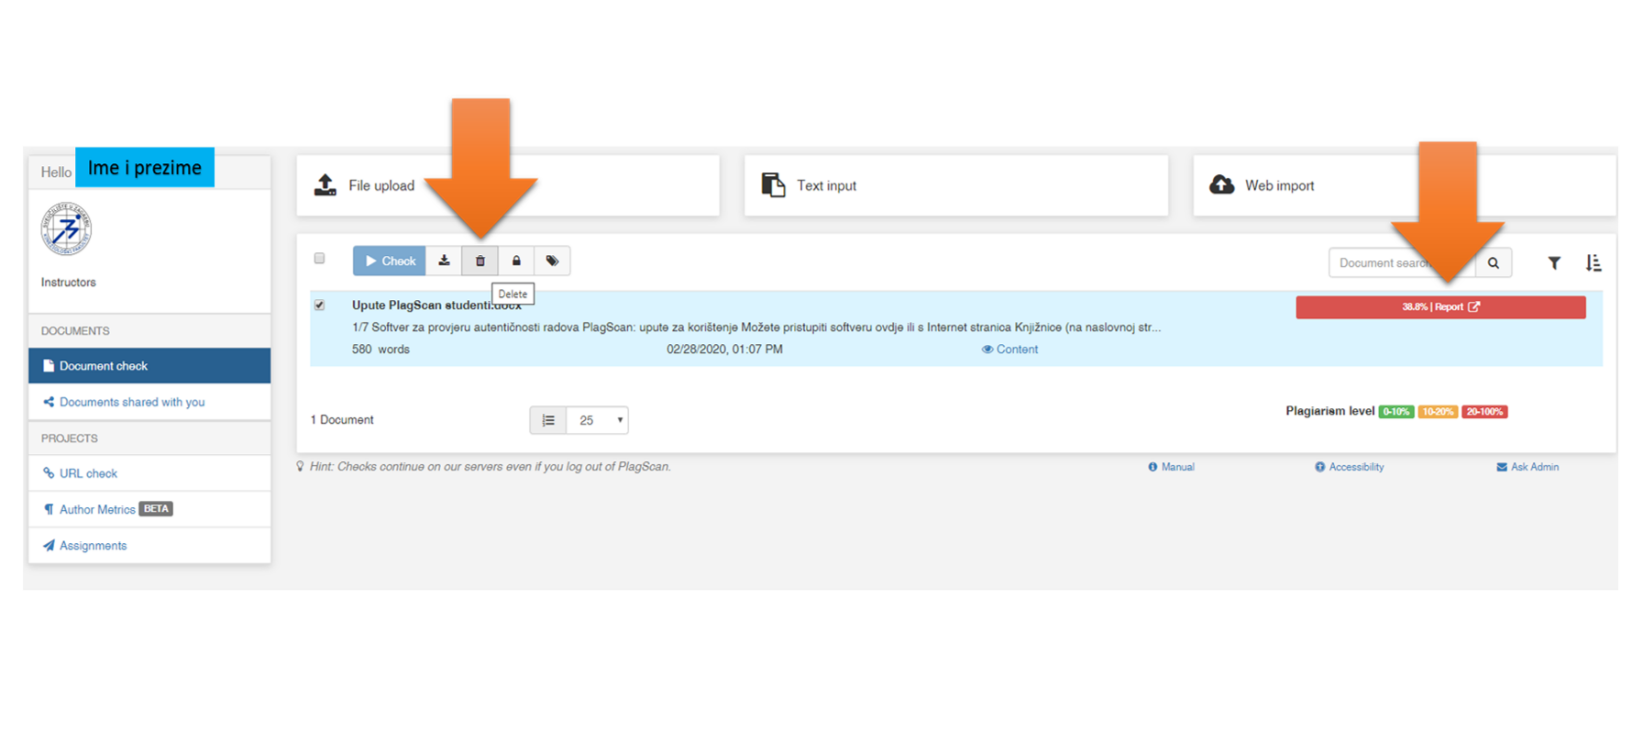 Hello Ime i prezime
Instructors
DOCUMENTS
Document check
Documents shared with you
PROJECTS
URL check
Author Metrics BETA
Assignments
File upload
Text input
Web import
Check
Document search
Delete
Upute PlagScan studenti.docx
38.8% | Report
1/7 Softver za provjeru autentičnosti radova PlagScan: upute za korištenje Možete pristupiti softveru ovdje ili s Internet stranica Knjižnice (na naslovnoj str...
580 words 02/28/2020, 01:07 PM Content
1 Document 25
Plagiarism level 0-10% 10-20% 20-100%
Hint: Checks continue on our servers even if you log out of PlagScan.
Manual Accessibility Ask Admin